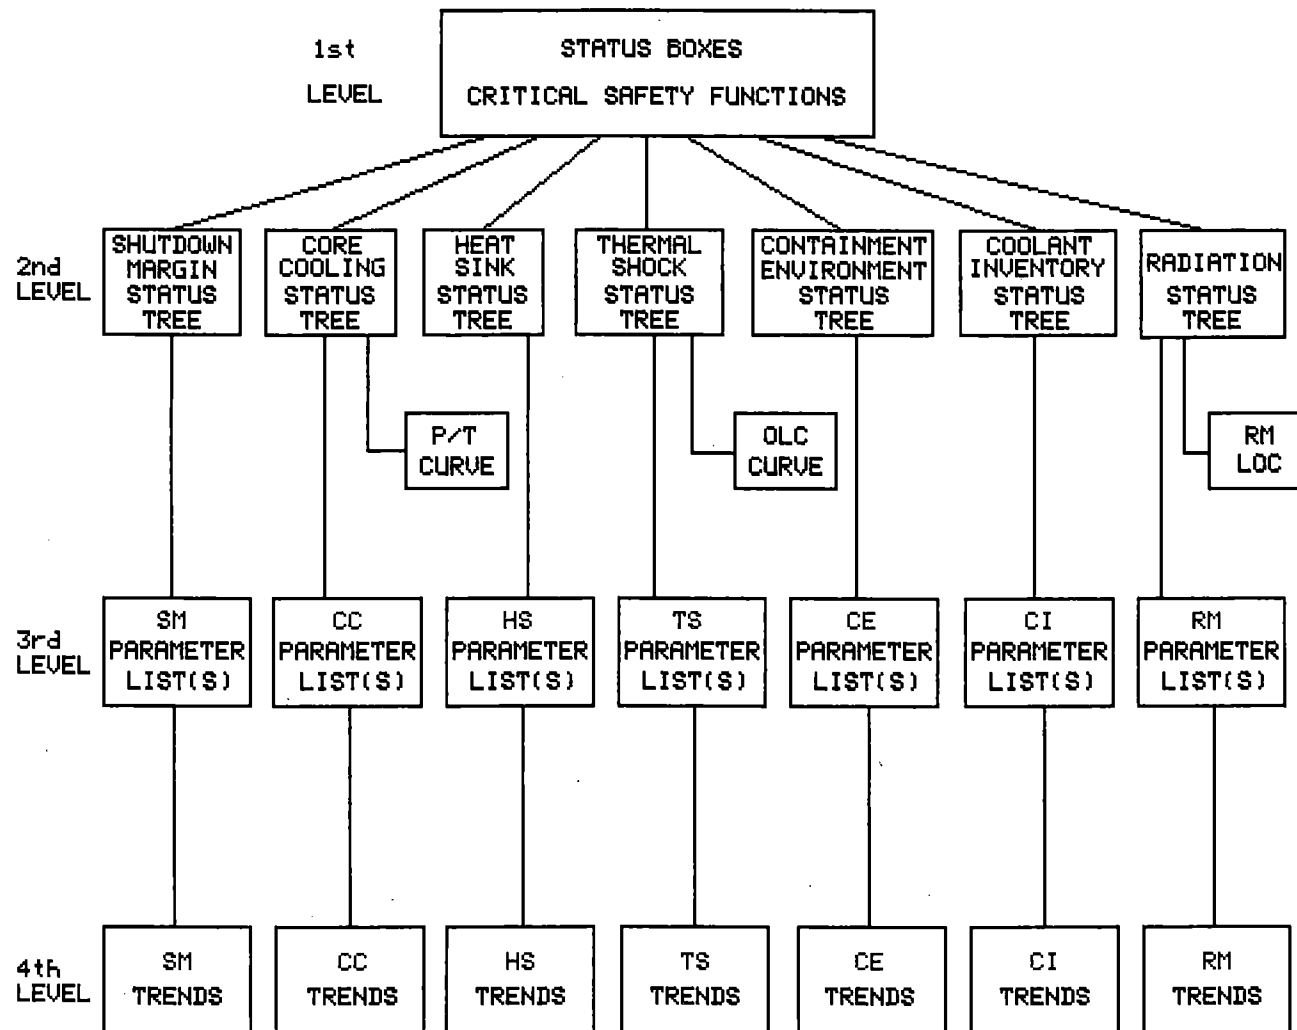 1st
LEVEL
STATUS BOXES
CRITICAL SAFETY FUNCTIONS
2nd
LEVEL
SHUTDOWN
MARGIN
STATUS
TREE
CORE
COOLING
STATUS
TREE
HEAT
SINK
STATUS
TREE
THERMAL
SHOCK
STATUS
TREE
CONTAINMENT
ENVIRONMENT
STATUS
TREE
COOLANT
INVENTORY
STATUS
TREE
RADIATION
STATUS
TREE
P/T
CURVE
OLC
CURVE
RM
LOC
3rd
LEVEL
SM
PARAMETER
LIST(S)
CC
PARAMETER
LIST(S)
HS
PARAMETER
LIST(S)
TS
PARAMETER
LIST(S)
CE
PARAMETER
LIST(S)
CI
PARAMETER
LIST(S)
RM
PARAMETER
LIST(S)
4th
LEVEL
SM
TRENDS
CC
TRENDS
HS
TRENDS
TS
TRENDS
CE
TRENDS
CI
TRENDS
RM
TRENDS